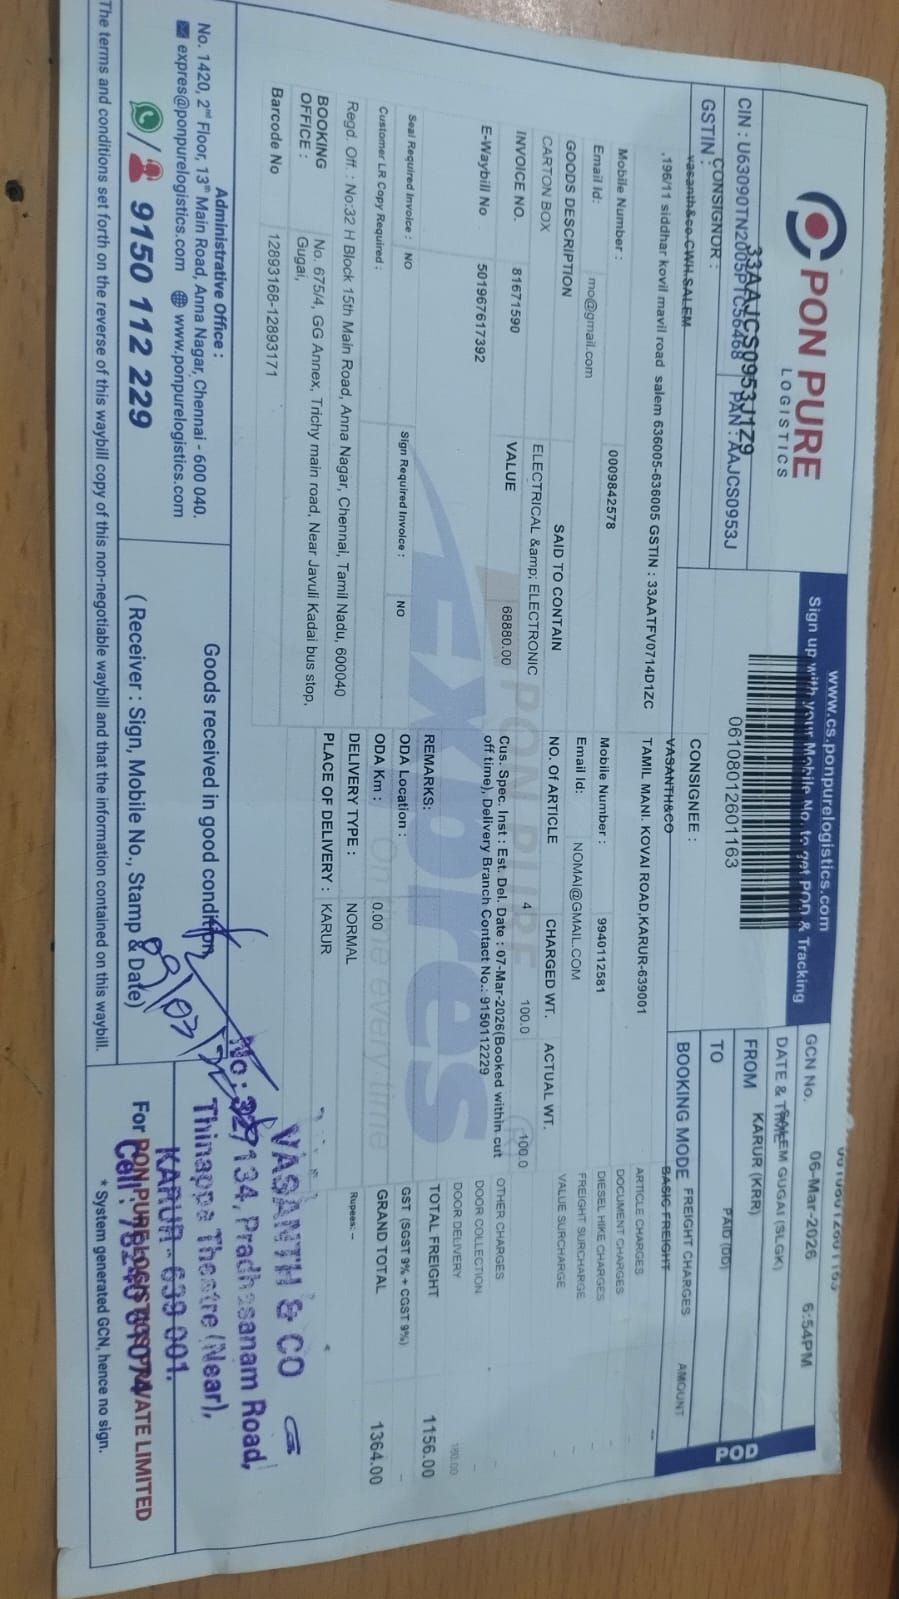 PON PURE
LOGISTICS
CIN : U63090TN2005PTC56468 PAN : AAJCS0953J
GSTIN : 33AAJCS0953J1Z9
www.cs.ponpurelogistics.com
Sign up with your Mobile No. to get POD & Tracking
06108012601163
GCN No.
DATE & TIME 06-Mar-2026 6:54PM
FROM SALEM GUGAI (SLGK)
TO KARUR (KRR)
BOOKING MODE PAID (DD)
POD
CONSIGNOR :
vasanth&co CWH.SALEM
,196/11 siddhar kovil mavil road salem 636005-636005 GSTIN : 33AATFV0714D1ZC
Mobile Number : 0009842578
Email Id: mo@gmail.com
CONSIGNEE :
VASANTH&CO
TAMIL MANI. KOVAI ROAD,KARUR-639001
Mobile Number : 9940112581
Email Id: NOMAI@GMAIL.COM
GOODS DESCRIPTION SAID TO CONTAIN NO. Of ARTICLE CHARGED WT. ACTUAL WT.
CARTON BOX ELECTRICAL &amp; ELECTRONIC 4 100.0 100.0
INVOICE NO. 81671590 VALUE 68880.00
E-Waybill No 501967617392
Cus. Spec. Inst : Est. Del. Date : 07-Mar-2026(Booked within cut
off time), Delivery Branch Contact No.: 9150112229
Seal Required Invoice : NO Sign Required Invoice : NO
Customer LR Copy Required :
REMARKS:
ODA Location :
ODA Km : 0.00
DELIVERY TYPE : NORMAL
PLACE OF DELIVERY : KARUR
Regd. Off. : No:32 H Block 15th Main Road, Anna Nagar, Chennai, Tamil Nadu, 600040
BOOKING OFFICE : No. 675/4, GG Annex, Trichy main road, Near Javuli Kadai bus stop,
Gugai,
Barcode No 12893168-12893171
FREIGHT CHARGES AMOUNT
BASIC FREIGHT --
ARTICLE CHARGES
DOCUMENT CHARGES
DIESEL HIKE CHARGES -
FREIGHT SURCHARGE -
VALUE SURCHARGE -
OTHER CHARGES -
DOOR COLLECTION -
DOOR DELIVERY 180.00
TOTAL FREIGHT 1156.00
GST (SGST 9% + CGST 9%) -
GRAND TOTAL 1364.00
Rupees: -
PON PURE
Expres
On time every time
Administrative Office :
No. 1420, 2nd Floor, 13th Main Road, Anna Nagar, Chennai - 600 040.
expres@ponpurelogistics.com www.ponpurelogistics.com
/ 9150 112 229
Goods received in good condition,
( Receiver : Sign, Mobile No., Stamp & Date)
VASANTH & CO
Pradhasanam Road,
Thinappa Theatre (Near),
KARUR - 639 001.
For PON PURE LOGISTICS PRIVATE LIMITED
The terms and conditions set forth on the reverse of this waybill copy of this non-negotiable waybill and that the information contained on this waybill.
* System generated GCN, hence no sign.